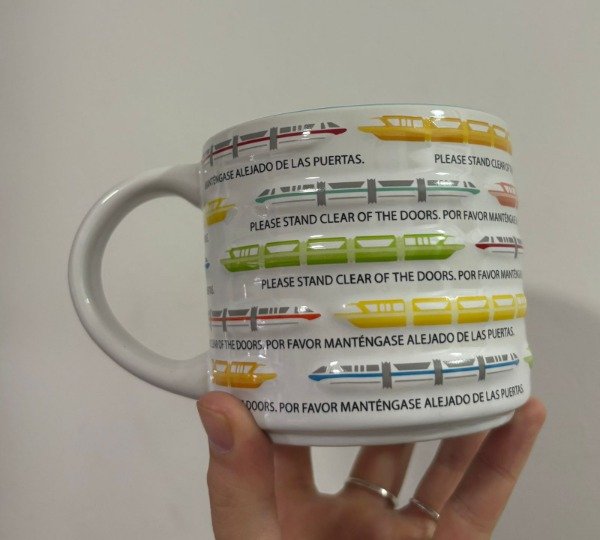 MANTÉNGASE ALEJADO DE LAS PUERTAS. PLEASE STAND CLEAR OF
PLEASE STAND CLEAR OF THE DOORS. POR FAVOR
PLEASE STAND CLEAR OF THE DOORS. POR FAVOR
CLEAR OF THE DOORS. POR FAVOR MANTÉNGASE ALEJADO DE LAS PUERTAS.
DOORS. POR FAVOR MANTÉNGASE ALEJADO DE LAS PUERTAS.